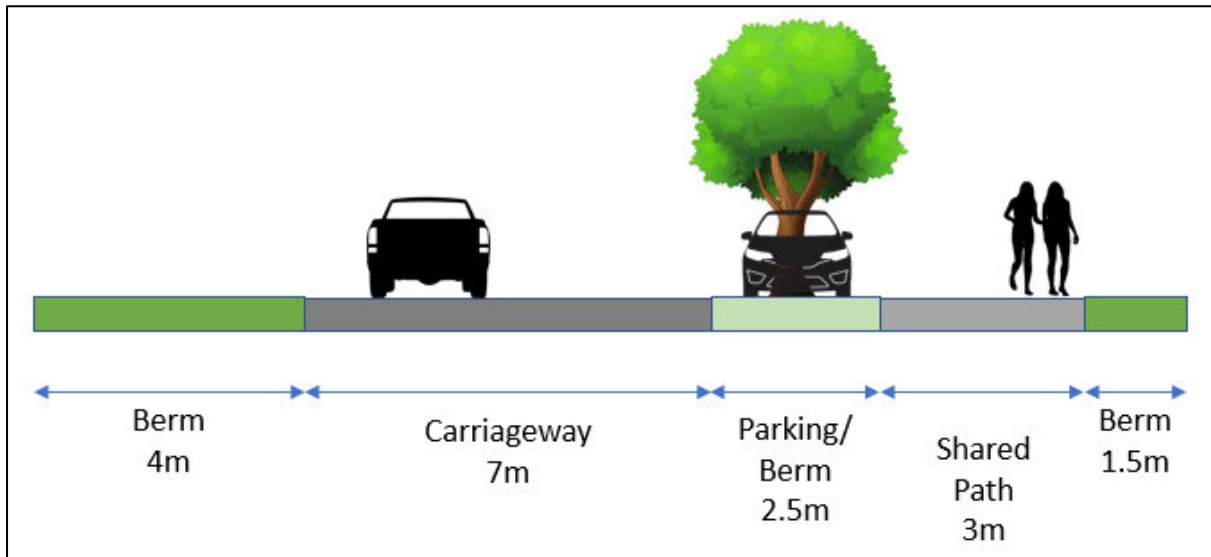 Berm
4m
Carriageway
7m
Parking/
Berm
2.5m
Shared
Path
3m
Berm
1.5m